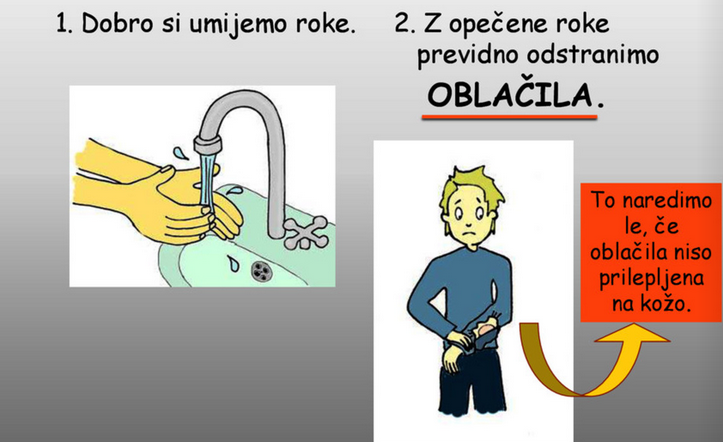 1. Dobro si umijemo roke.
2. Z opečene roke
previdno odstranimo
OBLAČILA.
To naredimo
le, če
oblačila niso
prilepljena
na kožo.